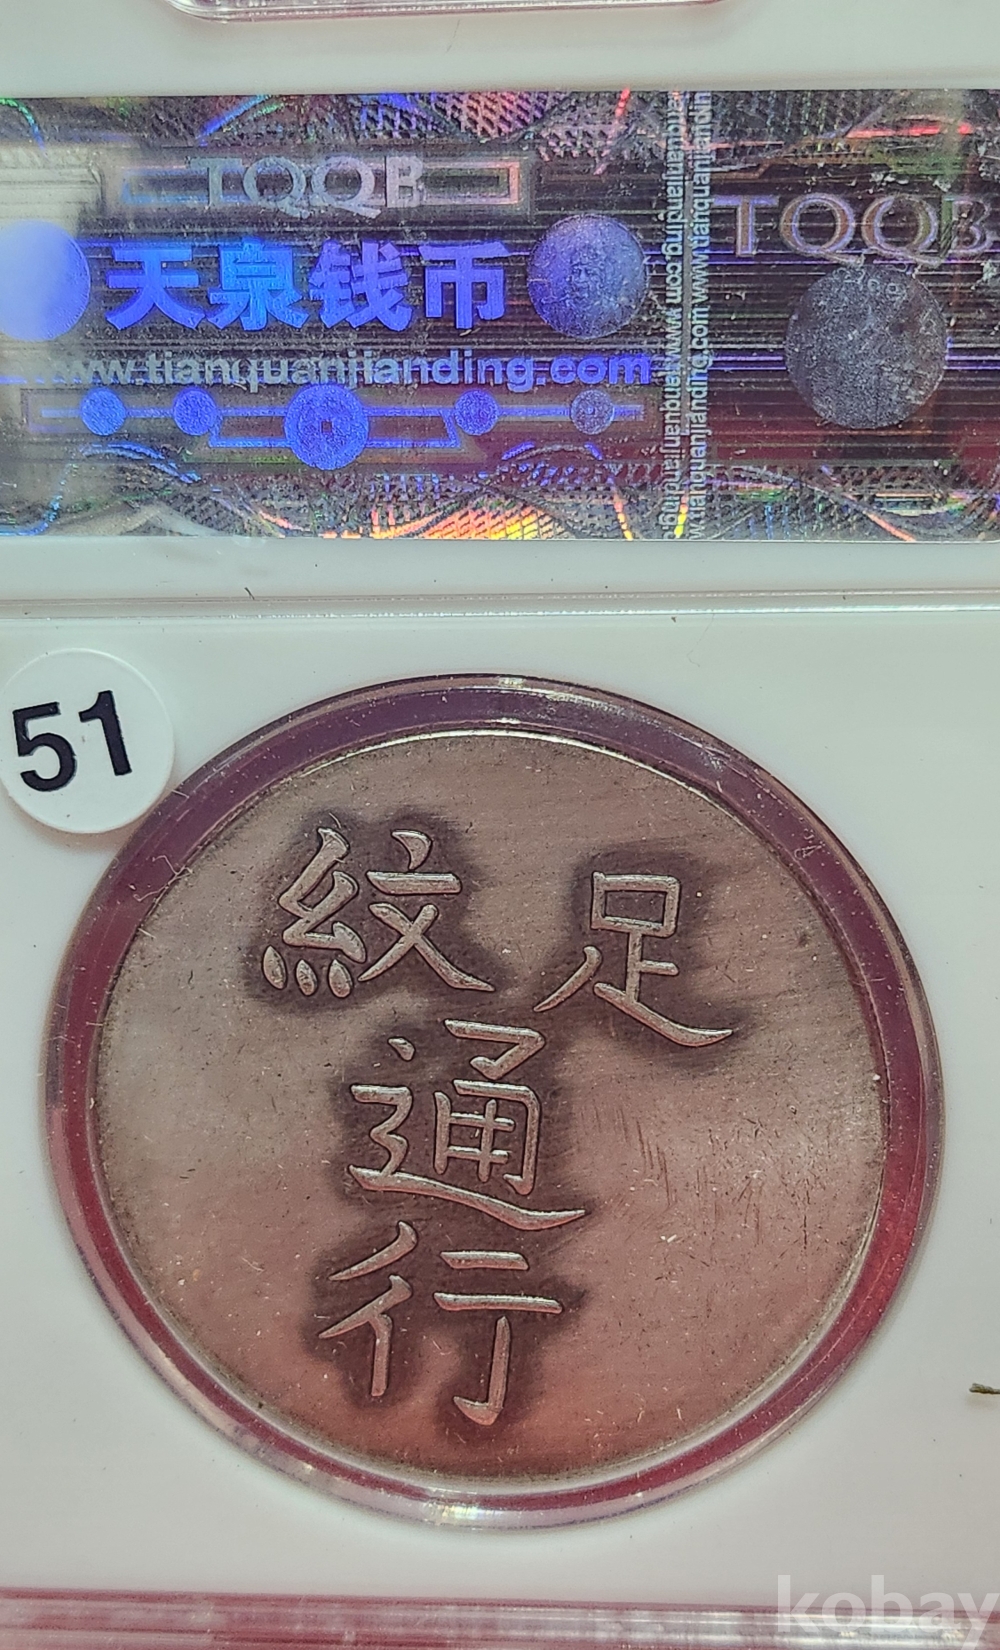 TQQB
天泉钱币
www.tianquanjianding.com
TQQB
51
足紋
通
行
kobay